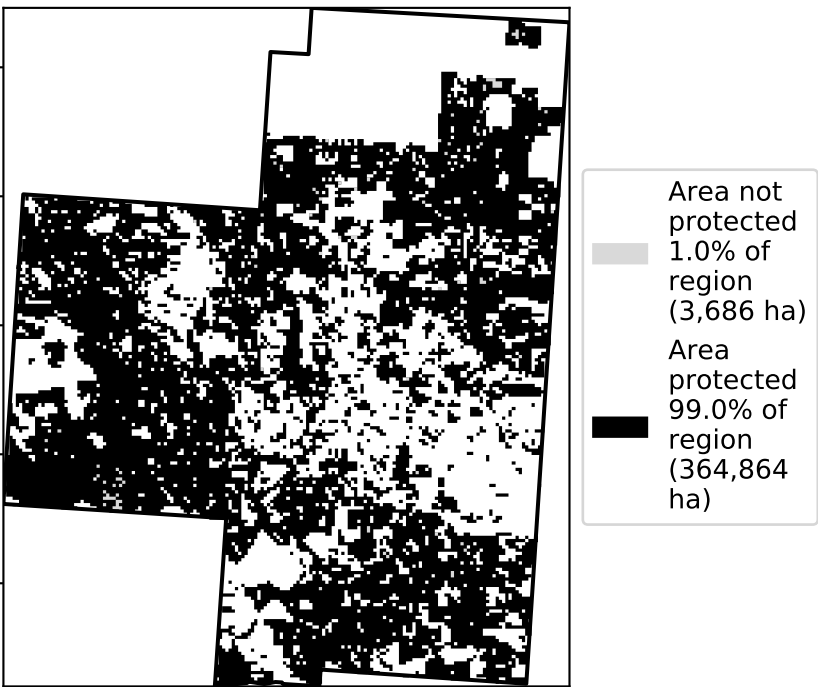 Area not
protected
1.0% of
region
(3,686 ha)
Area
protected
99.0% of
region
(364,864
ha)